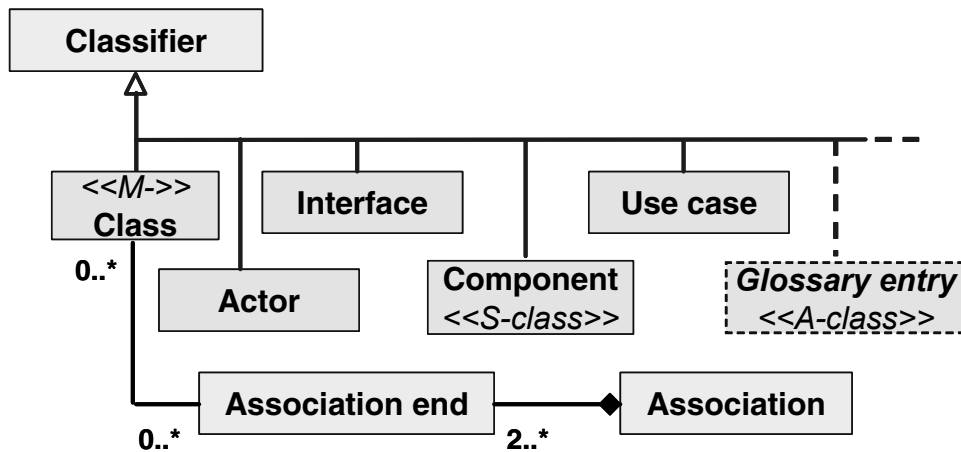 Classifier
<<M->>
Class
Interface
Use case
0..*
Actor
Component
<<S-class>>
Glossary entry
<<A-class>>
Association end
Association
0..*
2..*